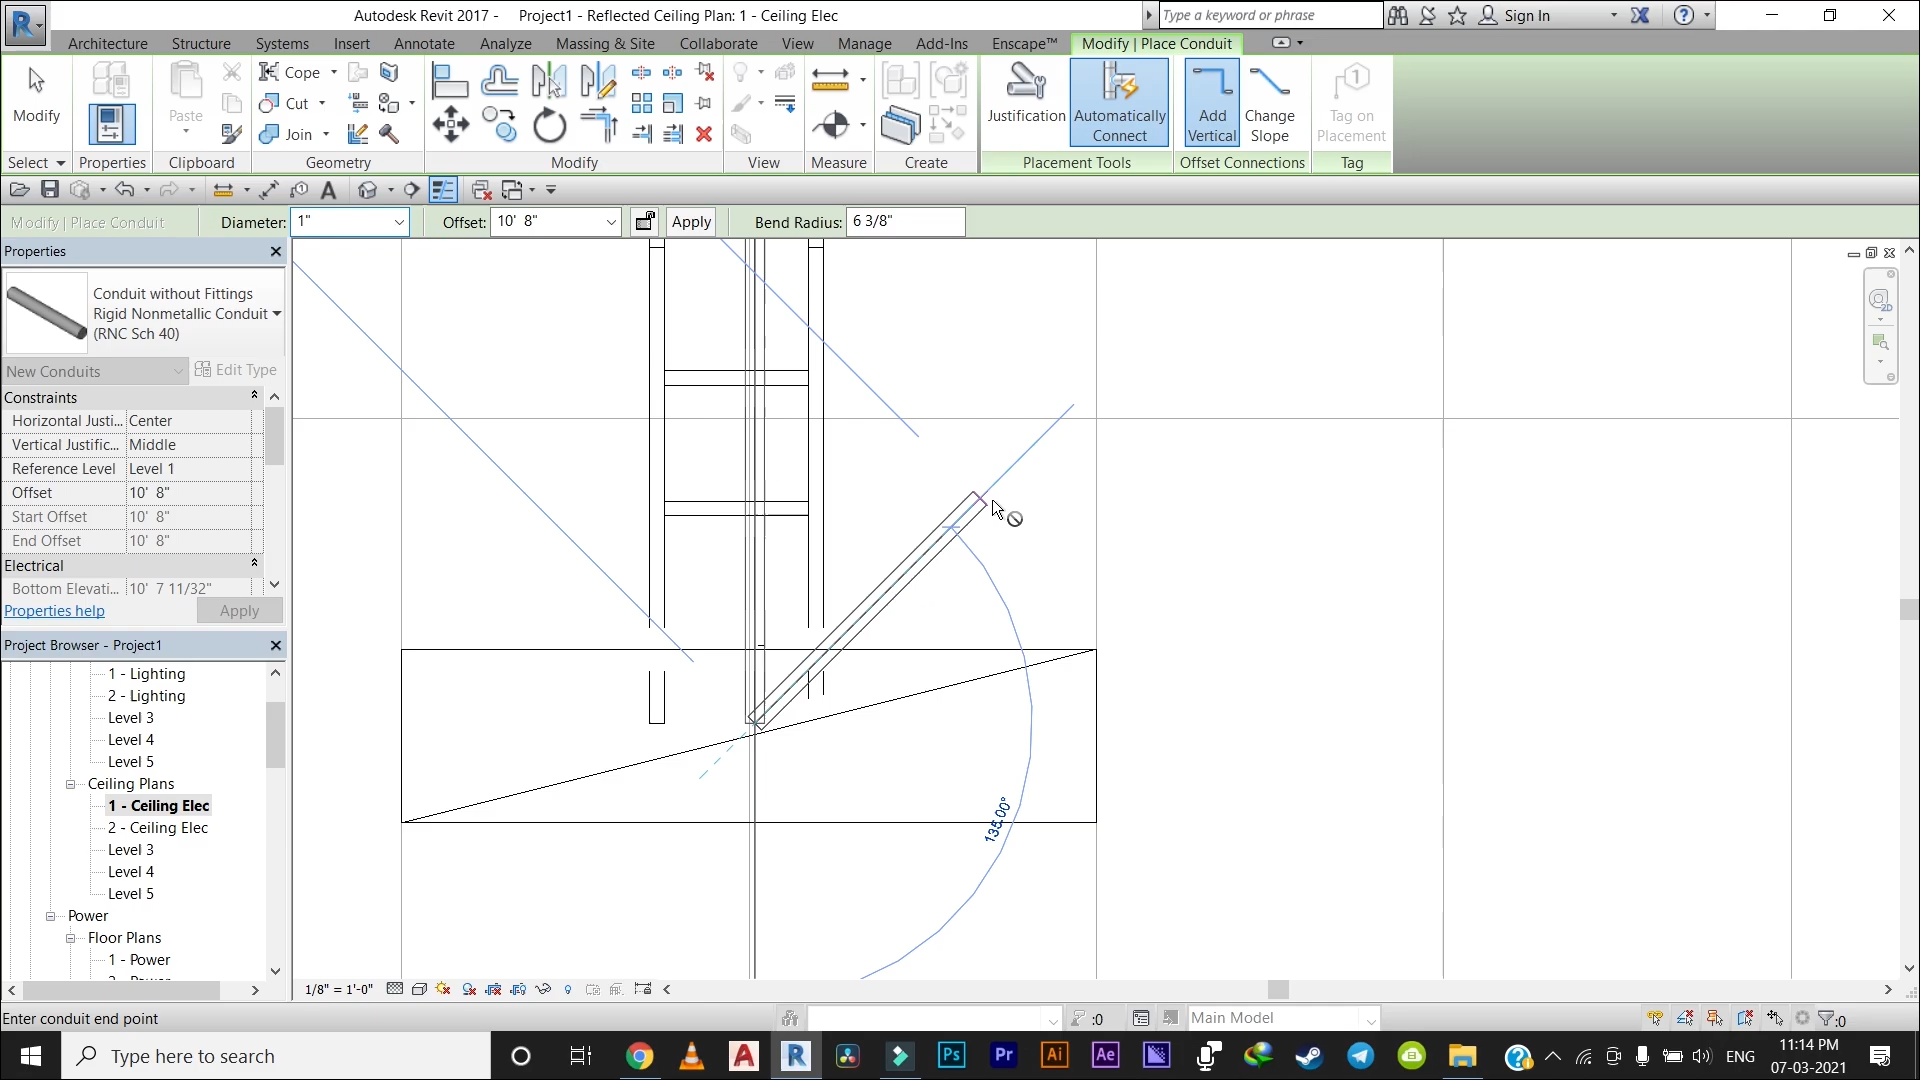 Autodesk Revit 2017 - Project1 - Reflected Ceiling Plan: 1 - Ceiling Elec
Type a keyword or phrase
Sign In
Architecture Structure Systems Insert Annotate Analyze Massing & Site Collaborate View Manage Add-Ins Enscape™ Modify | Place Conduit
Modify
Paste
Cope
Cut
Join
Justification
Automatically
Connect
Add
Vertical
Change
Slope
Tag on
Placement
Select Properties Clipboard Geometry Modify View Measure Create Placement Tools Offset Connections Tag
Modify | Place Conduit Diameter: 1" Offset: 10' 8" Apply Bend Radius: 6 3/8"
Properties
Conduit without Fittings
Rigid Nonmetallic Conduit
(RNC Sch 40)
New Conduits Edit Type
Constraints
Horizontal Justi... Center
Vertical Justific... Middle
Reference Level Level 1
Offset 10' 8"
Start Offset 10' 8"
End Offset 10' 8"
Electrical
Bottom Elevati... 10' 7 11/32"
Properties help Apply
Project Browser - Project1
1 - Lighting
2 - Lighting
Level 3
Level 4
Level 5
Ceiling Plans
1 - Ceiling Elec
2 - Ceiling Elec
Level 3
Level 4
Level 5
Power
Floor Plans
1 - Power
135.00°
2D
1/8" = 1'-0"
Enter conduit end point
:0
Main Model
:0
Type here to search
Ps
Pr
Ai
Ae
ENG
11:14 PM
07-03-2021